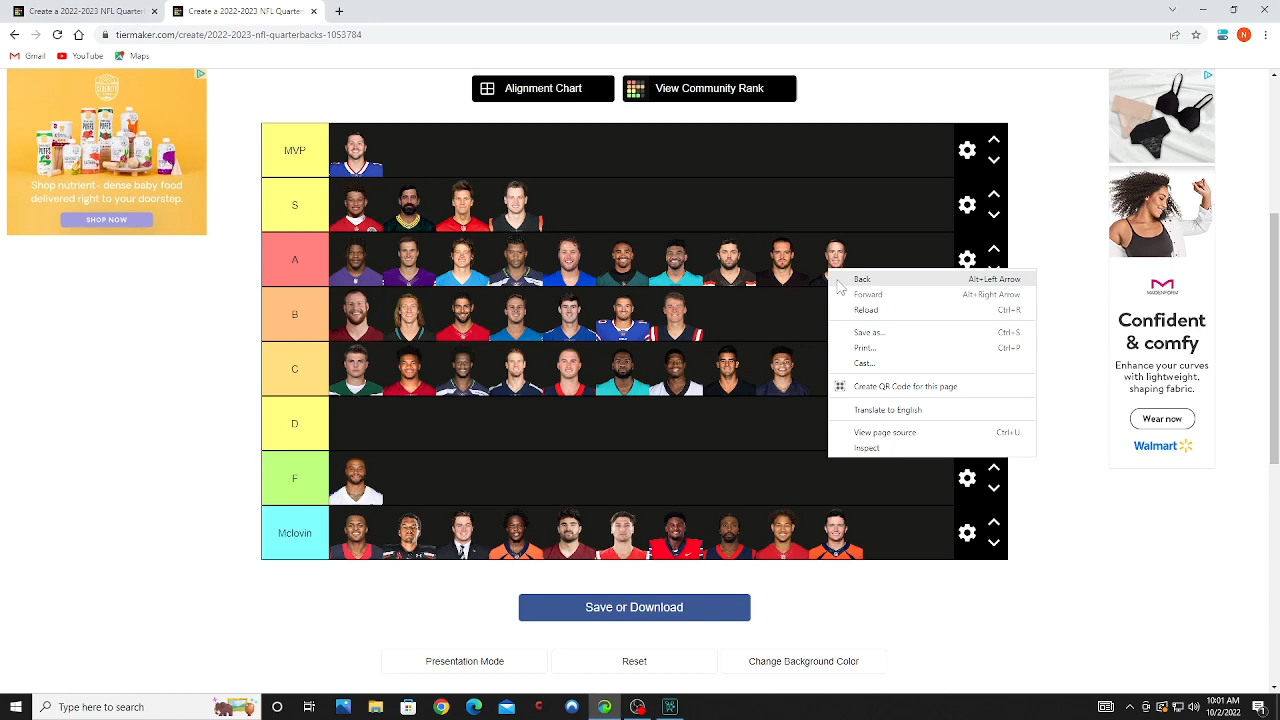 Create a 2022-2023 NFL Quarterl
Create a 2022-2023 NFL Quarter
tiermaker.com/create/2022-2023-nfl-quarterbacks-1053784
N
Gmail
YouTube
Maps
SERENITY
Shop nutrient- dense baby food
delivered right to your doorstep.
SHOP NOW
Alignment Chart
View Community Rank
MVP
S
A
B
C
D
F
Mclovin
Back Alt+Left Arrow
Forward Alt+Right Arrow
Reload Ctrl+R
Save as... Ctrl+S
Print... Ctrl+P
Cast...
Create QR Code for this page
Translate to English
View page source Ctrl+U
Inspect
MAIDENFORM
Confident
& comfy
Enhance your curves
with lightweight,
shaping fabric.
Wear now
Walmart
Save or Download
Presentation Mode
Reset
Change Background Color
Type here to search
10:01 AM
10/2/2022